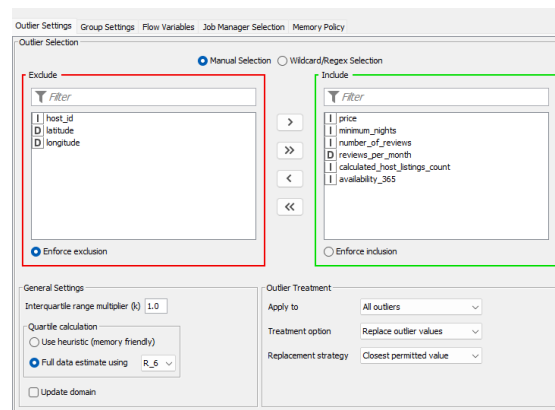 Outlier Settings Group Settings Flow Variables Job Manager Selection Memory Policy
Outlier Selection
Manual Selection Wildcard/Regex Selection
Exclude
Filter
I host_id
D latitude
D longitude
Enforce exclusion
>
>>
<
<<
Include
Filter
I price
I minimum_nights
I number_of_reviews
D reviews_per_month
I calculated_host_listings_count
I availability_365
Enforce inclusion
General Settings
Interquartile range multiplier (k) 1.0
Quartile calculation
Use heuristic (memory friendly)
Full data estimate using R_6
Update domain
Outlier Treatment
Apply to All outliers
Treatment option Replace outlier values
Replacement strategy Closest permitted value